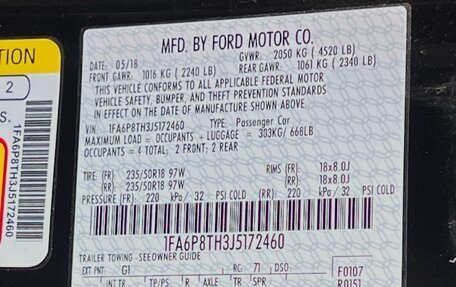 MFD. BY FORD MOTOR CO.
DATE: 05/18 GVWR: 2050 KG ( 4520 LB)
FRONT GAWR: 1016 KG ( 2240 LB) REAR GAWR: 1061 KG ( 2340 LB)
THIS VEHICLE CONFORMS TO ALL APPLICABLE FEDERAL MOTOR
VEHICLE SAFETY, BUMPER, AND THEFT PREVENTION STANDARDS
IN EFFECT ON THE DATE OF MANUFACTURE SHOWN ABOVE.
VIN: 1FA6P8TH3J5172460 TYPE: Passenger Car
MAXIMUM LOAD = OCCUPANTS + LUGGAGE = 303KG / 668LB
OCCUPANTS = 4 TOTAL: 2 FRONT; 2 REAR
TIRE: (FR): 235/50R18 97W RIMS (FR): 18x8.0J
(RR): 235/50R18 97W (RR): 18x8.0J
PRESSURE (FR): 220 kPa/ 32 PSI COLD (RR): 220 kPa/ 32 PSI COLD
1FA6P8TH3J5172460
TRAILER TOWING - SEE OWNER GUIDE
EXT PNT: G1 RC: 71 DSO: F0107
INT TR TP/PS R AXLE TR SPR R0151
TION
2
1FA6P8TH3J5172460